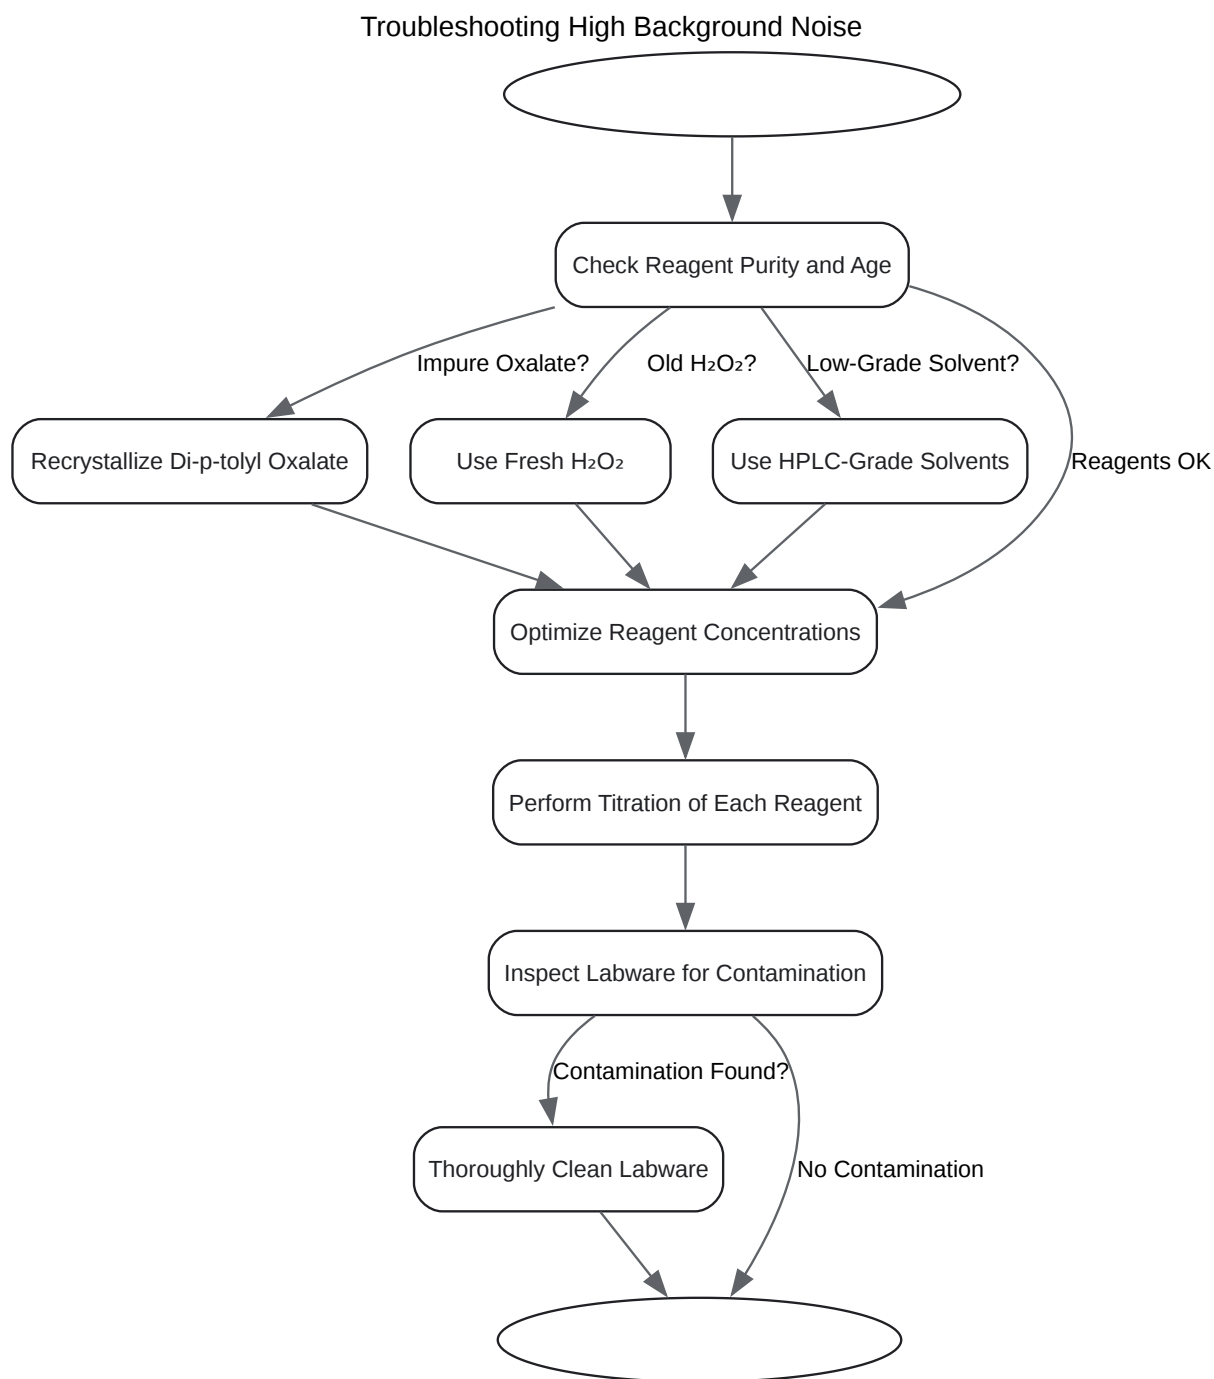 Troubleshooting High Background Noise
Check Reagent Purity and Age
Impure Oxalate?
Old H₂O₂?
Low-Grade Solvent?
Recrystallize Di-p-tolyl Oxalate
Use Fresh H₂O₂
Use HPLC-Grade Solvents
Reagents OK
Optimize Reagent Concentrations
Perform Titration of Each Reagent
Inspect Labware for Contamination
Contamination Found?
Thoroughly Clean Labware
No Contamination